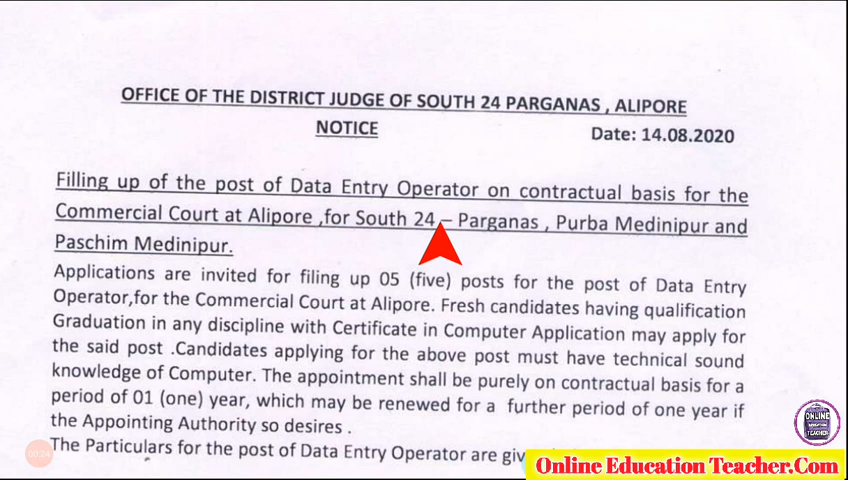 OFFICE OF THE DISTRICT JUDGE OF SOUTH 24 PARGANAS , ALIPORE
NOTICE Date: 14.08.2020
Filling up of the post of Data Entry Operator on contractual basis for the
Commercial Court at Alipore ,for South 24 – Parganas , Purba Medinipur and
Paschim Medinipur.
Applications are invited for filing up 05 (five) posts for the post of Data Entry
Operator,for the Commercial Court at Alipore. Fresh candidates having qualification
Graduation in any discipline with Certificate in Computer Application may apply for
the said post .Candidates applying for the above post must have technical sound
knowledge of Computer. The appointment shall be purely on contractual basis for a
period of 01 (one) year, which may be renewed for a further period of one year if
the Appointing Authority so desires .
The Particulars for the post of Data Entry Operator are giv
ONLINE
EDUCATION
TEACHER
00:24
Online Education Teacher.Com